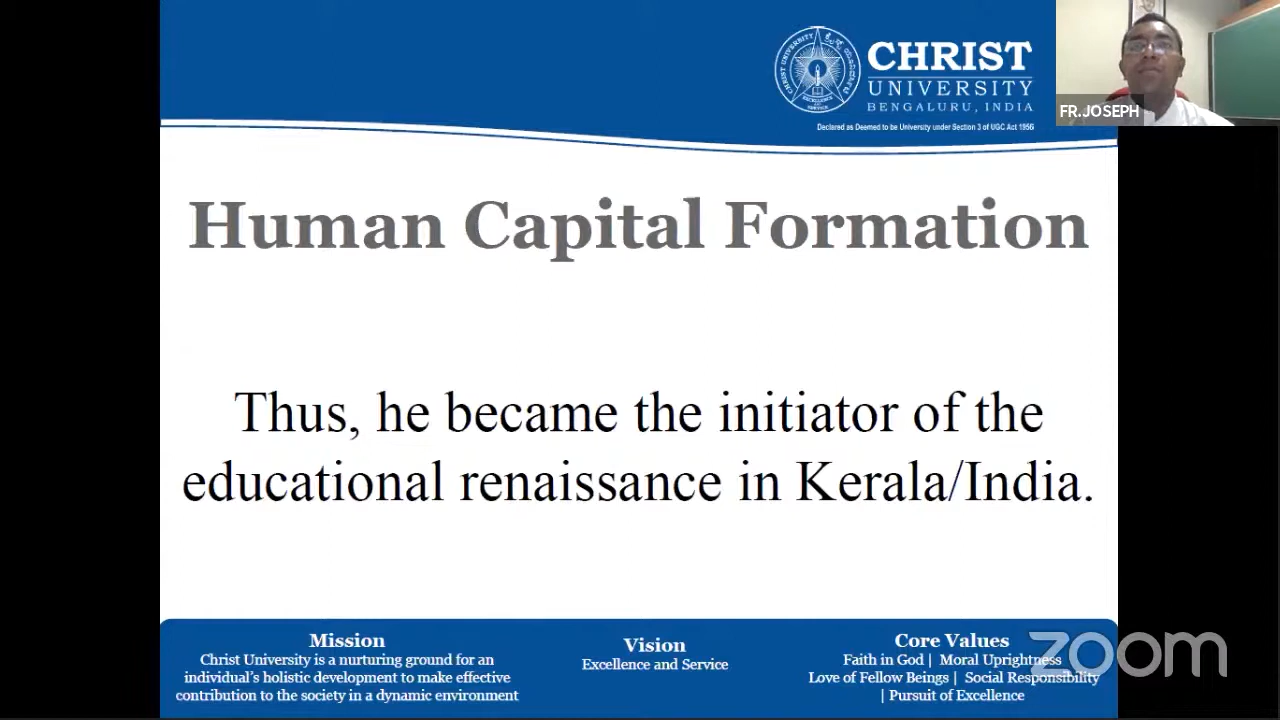 CHRIST
UNIVERSITY
BENGALURU, INDIA
Declared as Deemed to be University under Section 3 of UGC Act 1956
FR.JOSEPH
Human Capital Formation
Thus, he became the initiator of the
educational renaissance in Kerala/India.
Mission
Christ University is a nurturing ground for an
individual's holistic development to make effective
contribution to the society in a dynamic environment
Vision
Excellence and Service
Core Values
Faith in God | Moral Uprightness
Love of Fellow Beings | Social Responsibility
| Pursuit of Excellence
zoom